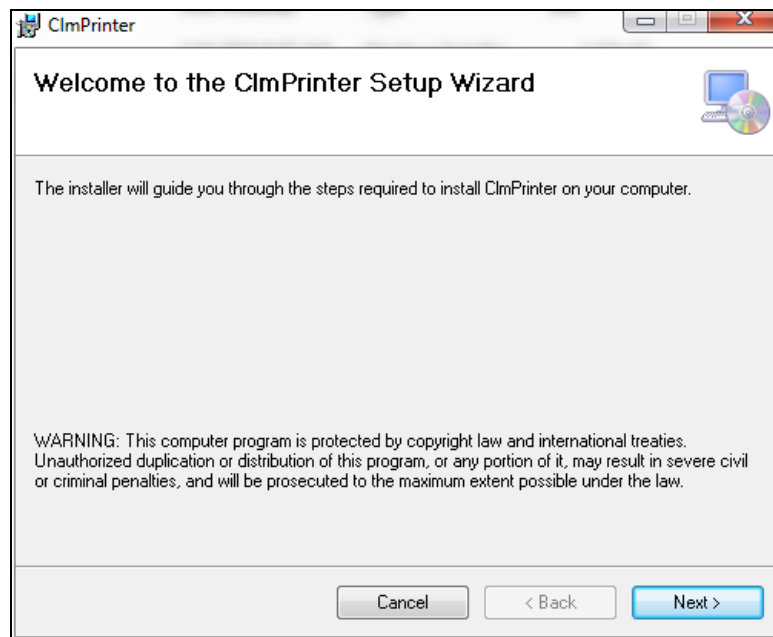 ClmPrinter
Welcome to the ClmPrinter Setup Wizard
The installer will guide you through the steps required to install ClmPrinter on your computer.
WARNING: This computer program is protected by copyright law and international treaties.
Unauthorized duplication or distribution of this program, or any portion of it, may result in severe civil
or criminal penalties, and will be prosecuted to the maximum extent possible under the law.
Cancel
< Back
Next >